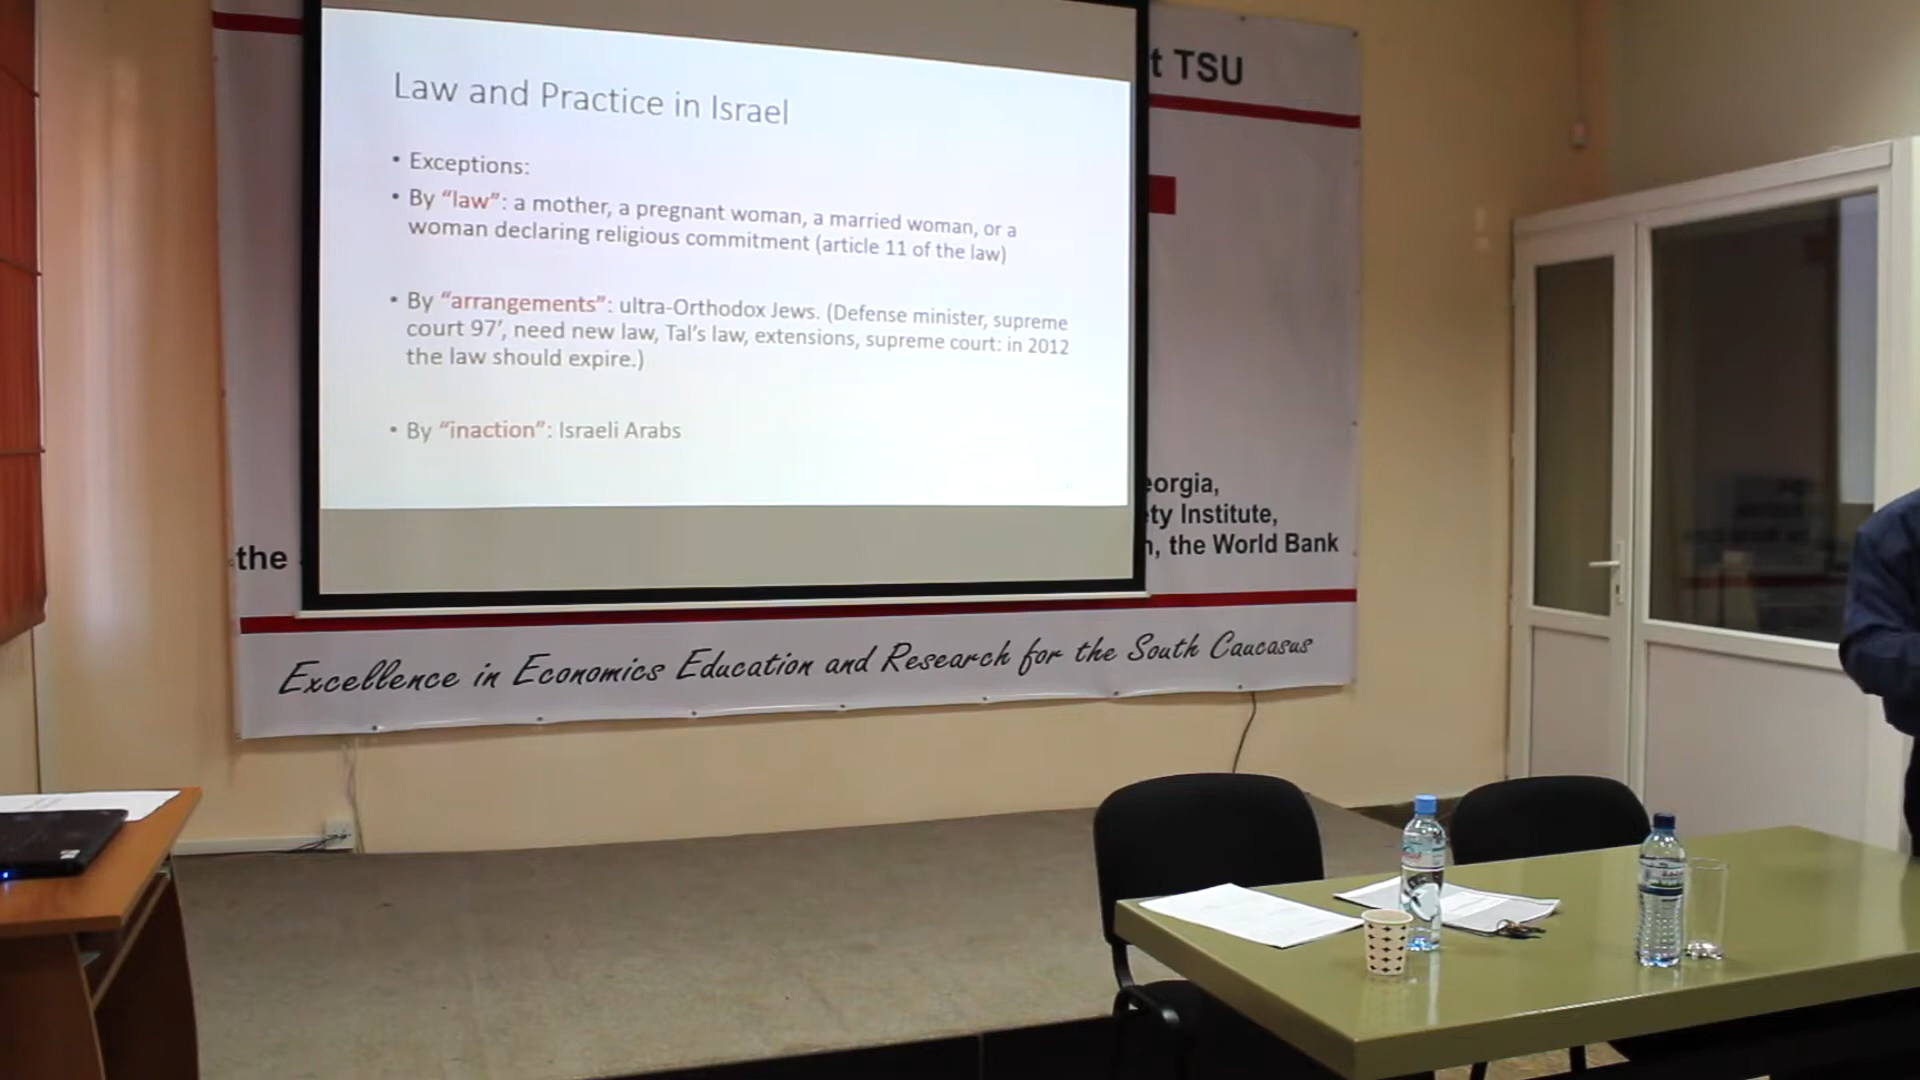 Law and Practice in Israel
• Exceptions:
• By “law”: a mother, a pregnant woman, a married woman, or a
woman declaring religious commitment (article 11 of the law)
• By “arrangements”: ultra-Orthodox Jews. (Defense minister, supreme
court 97’, need new law, Tal’s law, extensions, supreme court: in 2012
the law should expire.)
• By “inaction”: Israeli Arabs
t TSU
eorgia,
ty Institute,
the
, the World Bank
Excellence in Economics Education and Research for the South Caucasus